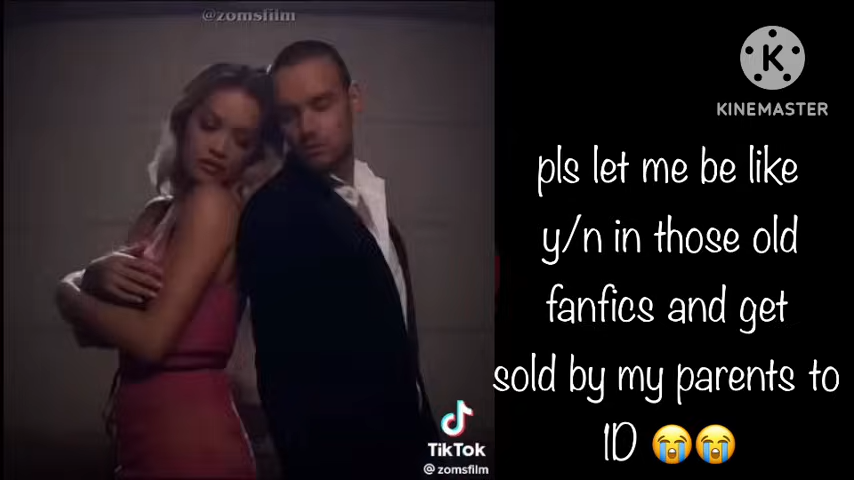 @zomsfilm
KINEMASTER
pls let me be like
y/n in those old
fanfics and get
sold by my parents to
1D 😭😭
TikTok
@zomsfilm